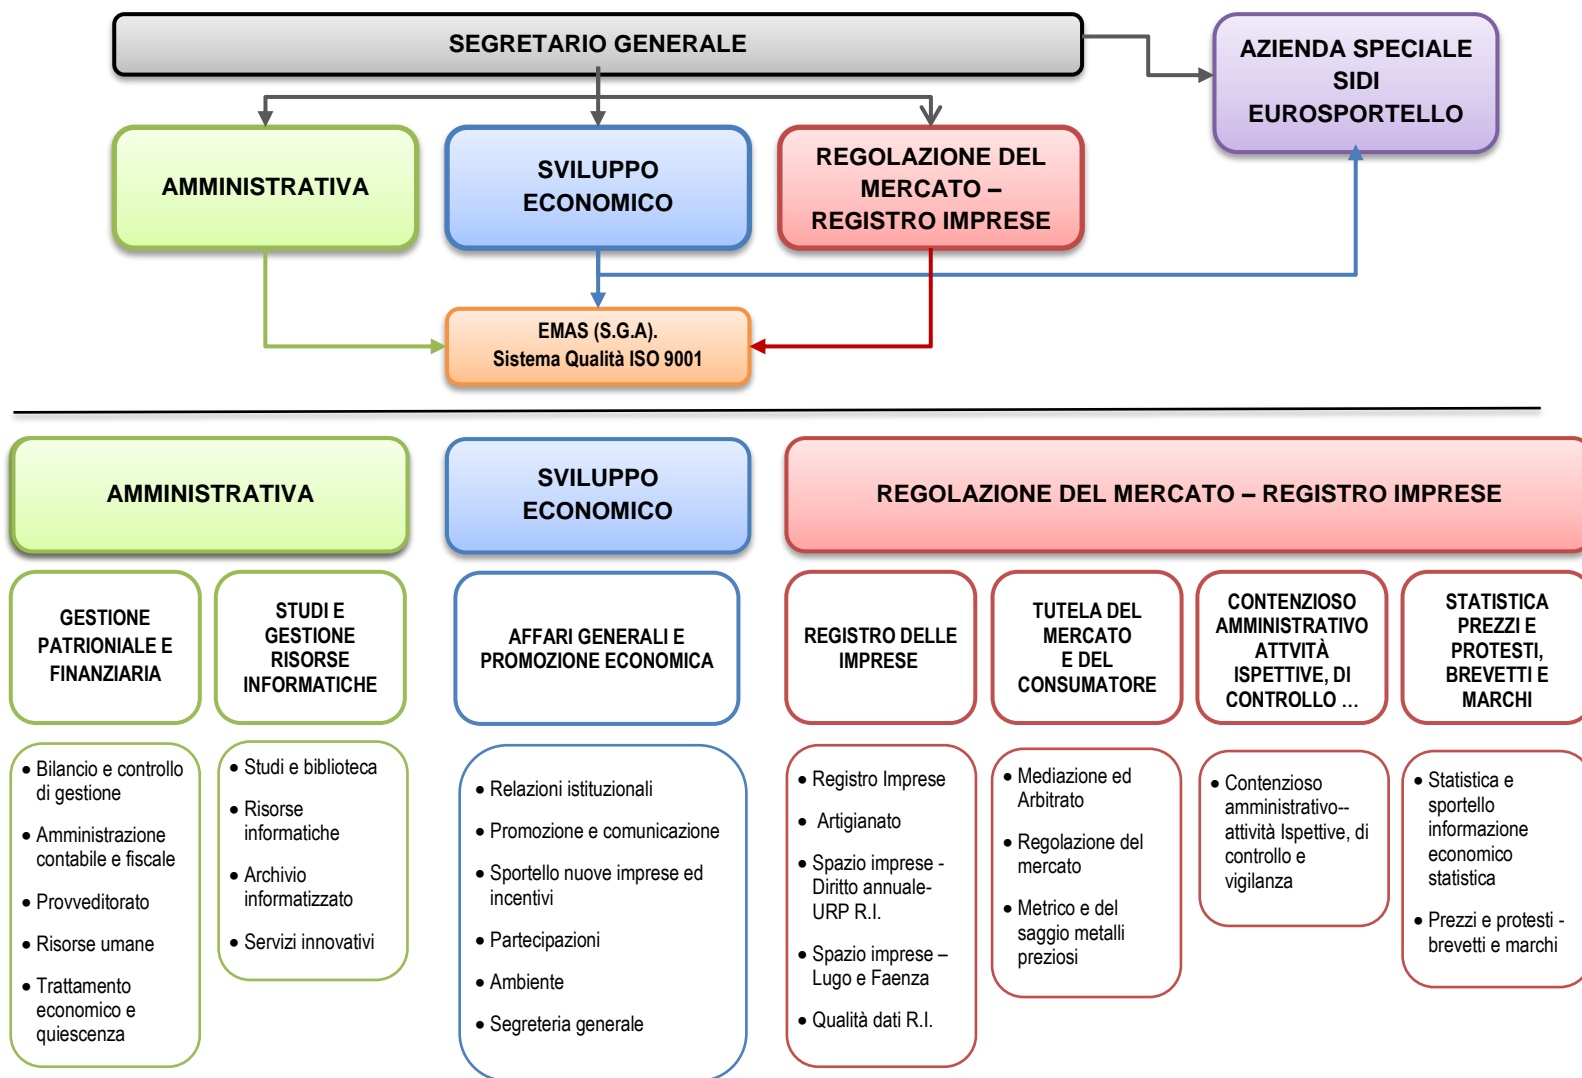 SEGRETARIO GENERALE
AZIENDA SPECIALE
SIDI
EUROSPORTELLO
AMMINISTRATIVA
SVILUPPO
ECONOMICO
REGOLAZIONE DEL
MERCATO –
REGISTRO IMPRESE
EMAS (S.G.A).
Sistema Qualità ISO 9001
AMMINISTRATIVA
SVILUPPO
ECONOMICO
REGOLAZIONE DEL MERCATO – REGISTRO IMPRESE
GESTIONE
PATRIONIALE E
FINANZIARIA
STUDI E
GESTIONE
RISORSE
INFORMATICHE
AFFARI GENERALI E
PROMOZIONE ECONOMICA
REGISTRO DELLE
IMPRESE
TUTELA DEL
MERCATO
E DEL
CONSUMATORE
CONTENZIOSO
AMMINISTRATIVO
ATTVITÀ
ISPETTIVE, DI
CONTROLLO …
STATISTICA
PREZZI E
PROTESTI,
BREVETTI E
MARCHI
• Bilancio e controllo
di gestione
• Amministrazione
contabile e fiscale
• Provveditorato
• Risorse umane
• Trattamento
economico e
quiescenza
• Studi e biblioteca
• Risorse
informatiche
• Archivio
informatizzato
• Servizi innovativi
• Relazioni istituzionali
• Promozione e comunicazione
• Sportello nuove imprese ed
incentivi
• Partecipazioni
• Ambiente
• Segreteria generale
• Registro Imprese
• Artigianato
• Spazio imprese -
Diritto annuale-
URP R.I.
• Spazio imprese –
Lugo e Faenza
• Qualità dati R.I.
• Mediazione ed
Arbitrato
• Regolazione del
mercato
• Metrico e del
saggio metalli
preziosi
• Contenzioso
amministrativo--
attività Ispettive, di
controllo e
vigilanza
• Statistica e
sportello
informazione
economico
statistica
• Prezzi e protesti -
brevetti e marchi